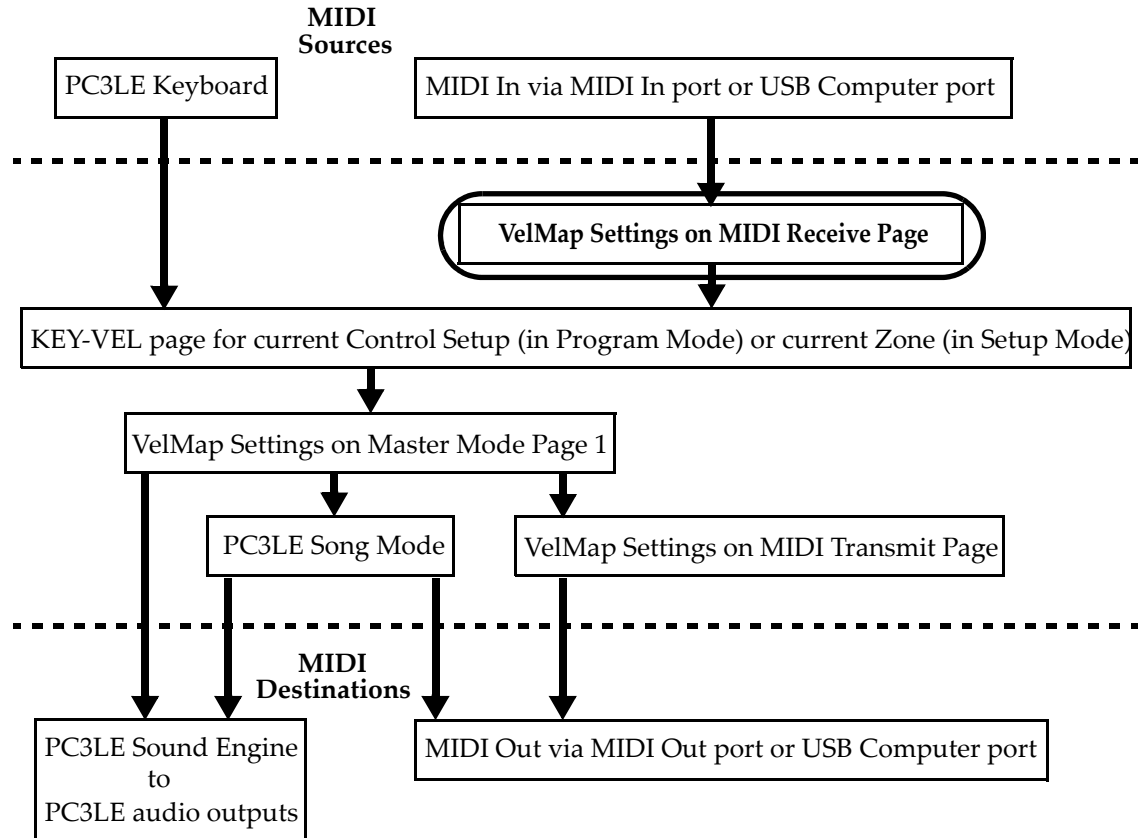 MIDI
Sources
PC3LE Keyboard
MIDI In via MIDI In port or USB Computer port
VelMap Settings on MIDI Receive Page
KEY-VEL page for current Control Setup (in Program Mode) or current Zone (in Setup Mode)
VelMap Settings on Master Mode Page 1
PC3LE Song Mode
VelMap Settings on MIDI Transmit Page
MIDI
Destinations
PC3LE Sound Engine
to
PC3LE audio outputs
MIDI Out via MIDI Out port or USB Computer port